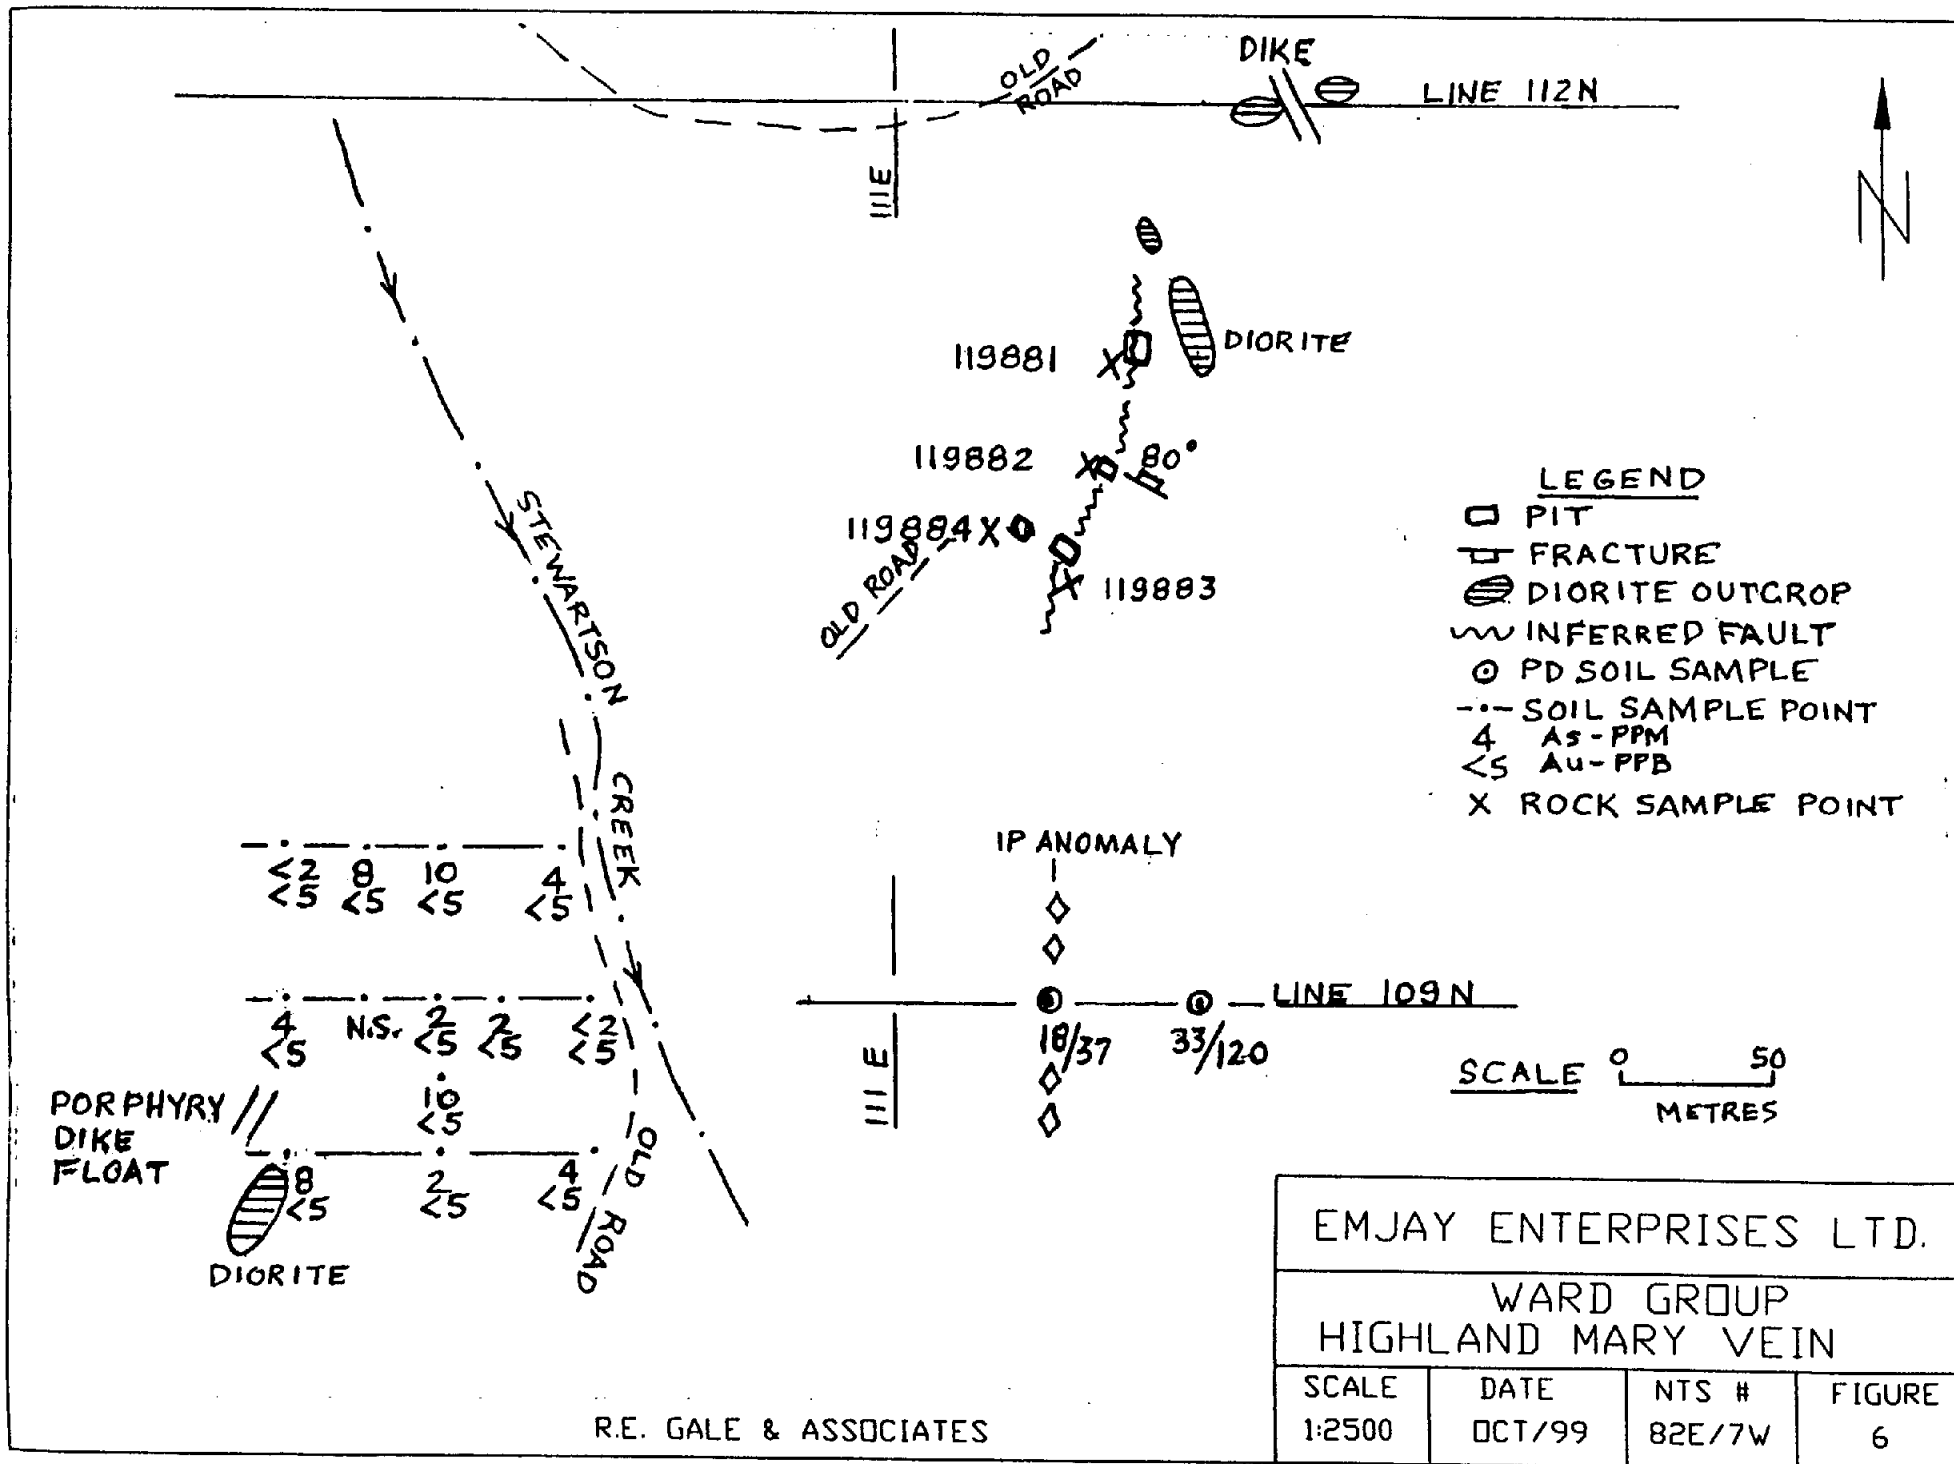 DIKE
OLD
ROAD
LINE 112N
111E
N
DIORITE
119881
119882
80°
119884
OLD ROAD
119883
STEWARTSON
CREEK
LEGEND
PIT
FRACTURE
DIORITE OUTCROP
INFERRED FAULT
PD SOIL SAMPLE
SOIL SAMPLE POINT
4 As-PPM
<5 Au-PPB
X ROCK SAMPLE POINT
IP ANOMALY
<2 8 10 4
<5 <5 <5 <5
LINE 109N
4 N.S. 2 2 <2
<5 <5 <5 <5
18/37 33/120
111 E
SCALE 0 50
METRES
PORPHYRY
DIKE
FLOAT
10
<5
8 2 4
<5 <5 <5
OLD ROAD
DIORITE
EMJAY ENTERPRISES LTD.
WARD GROUP
HIGHLAND MARY VEIN
SCALE DATE NTS # FIGURE
1:2500 OCT/99 82E/7W 6
R.E. GALE & ASSOCIATES